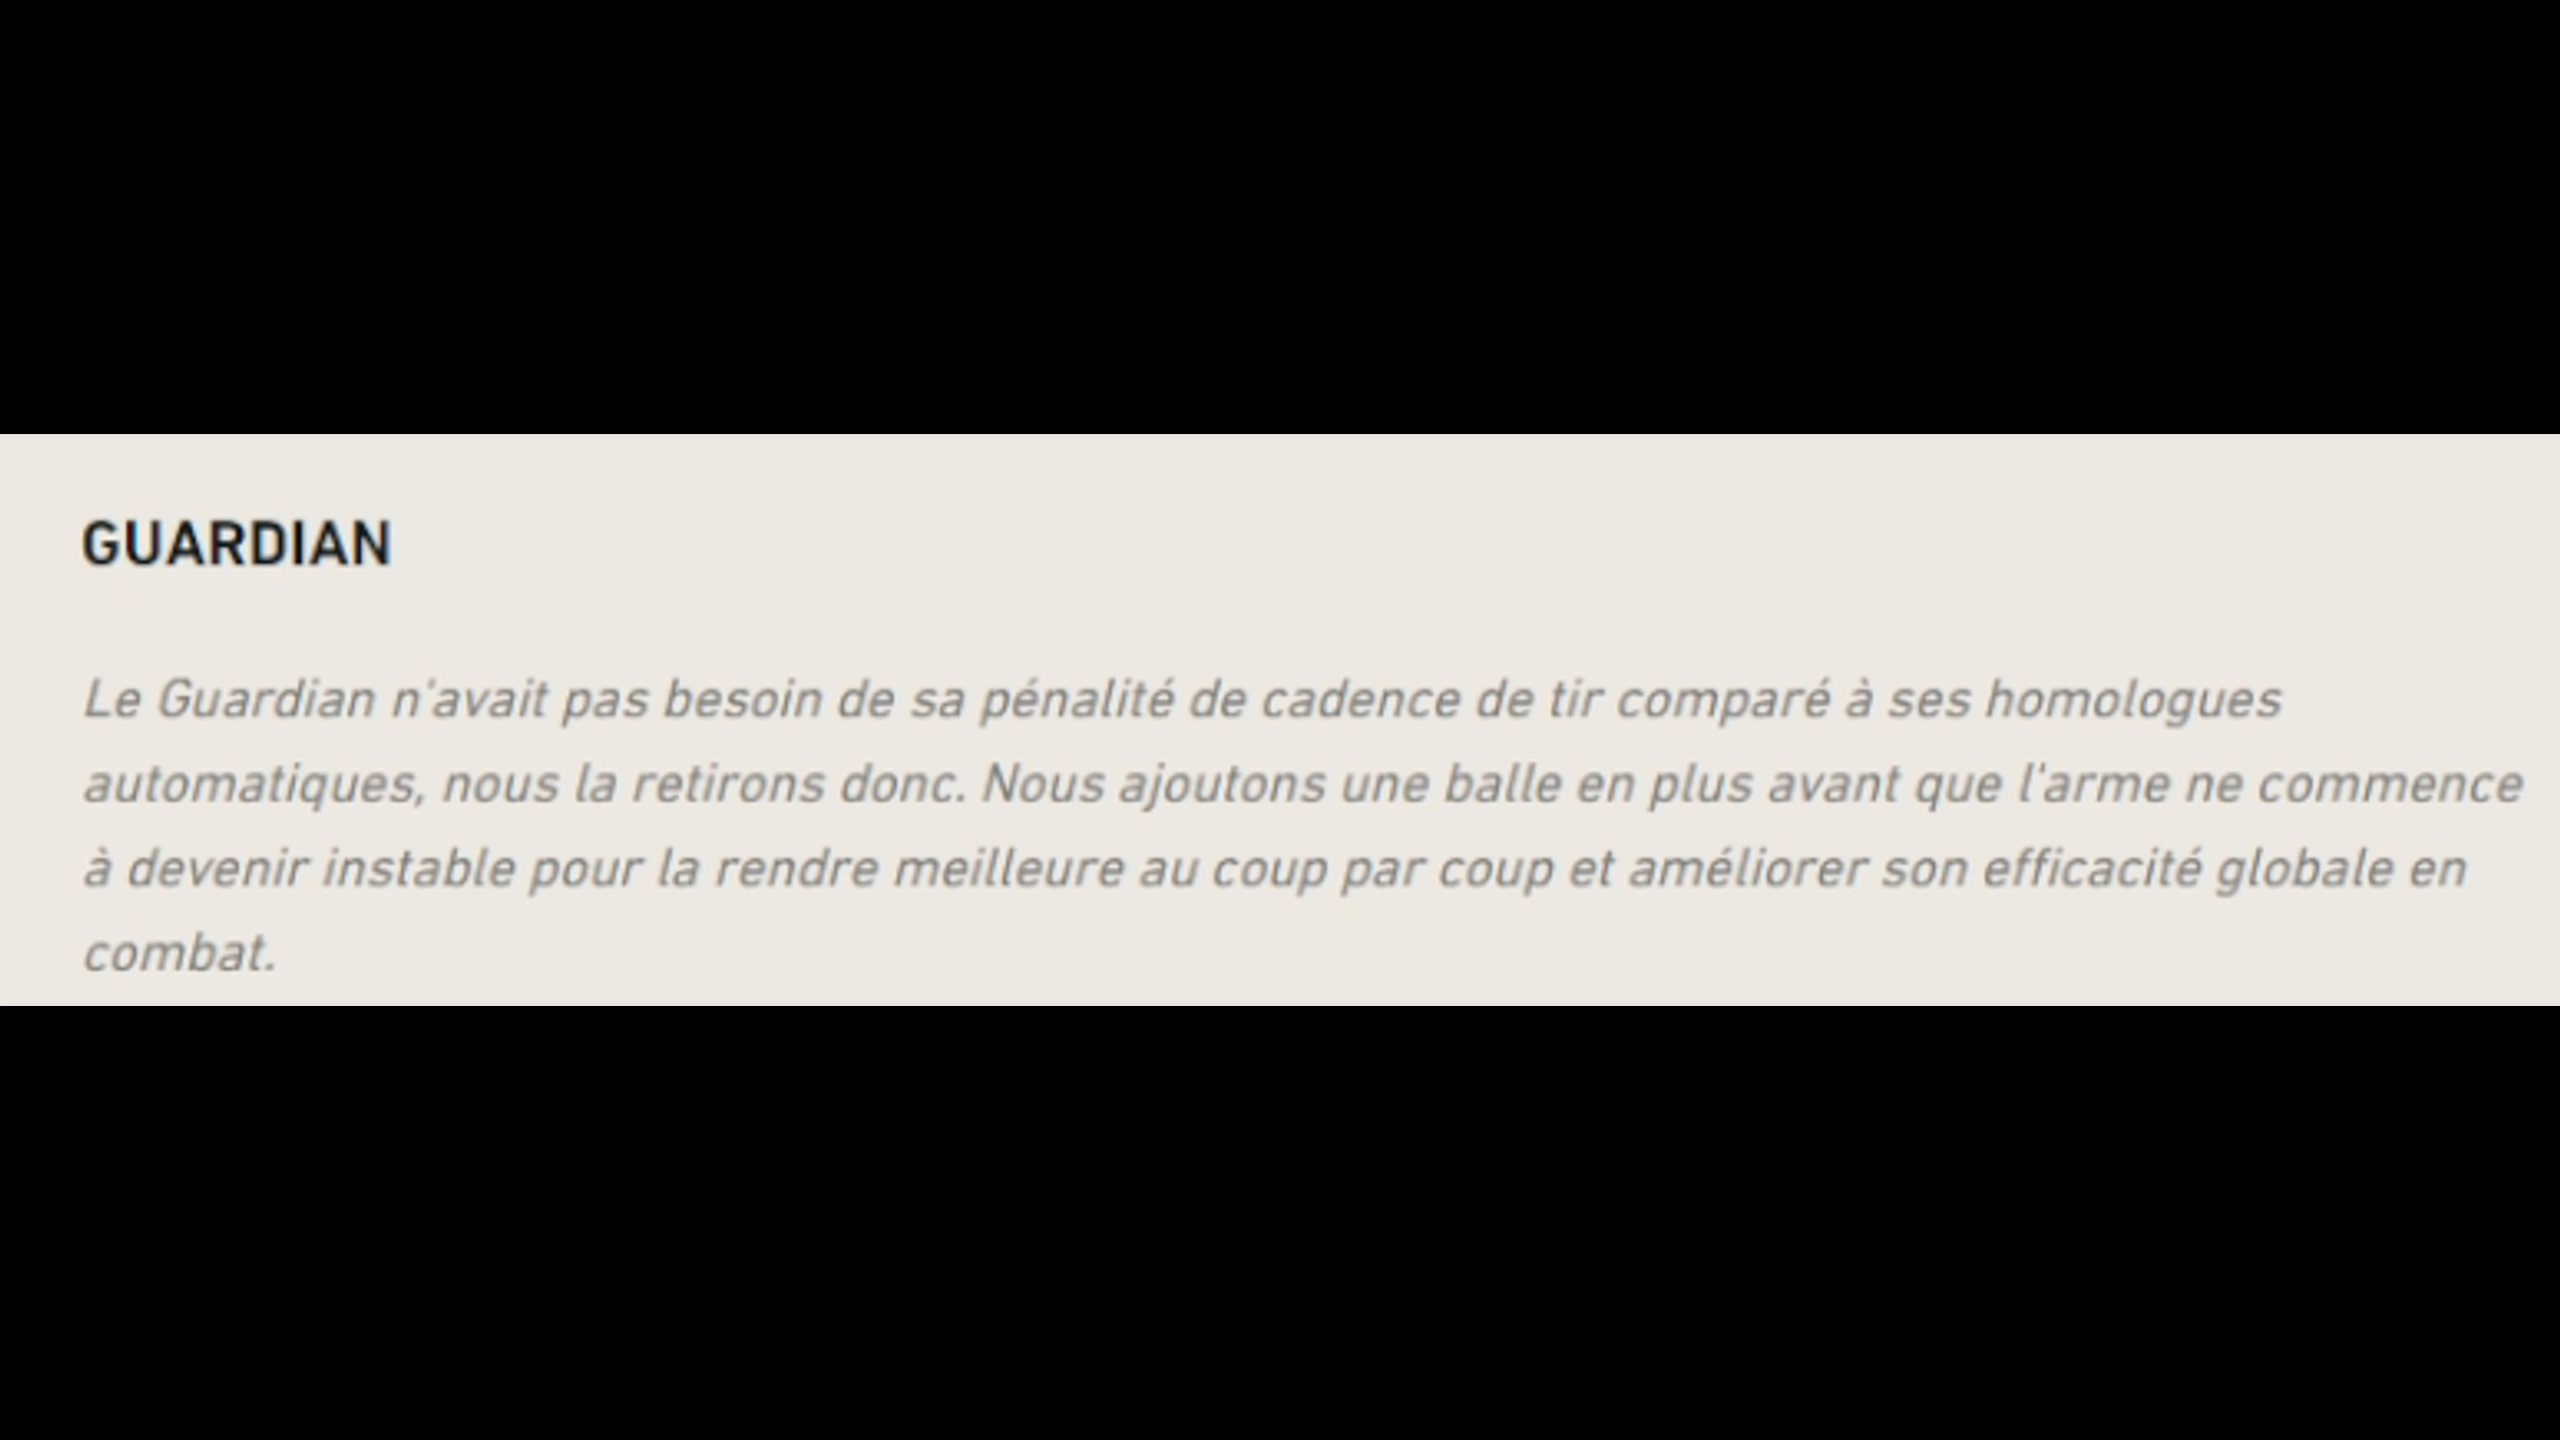 GUARDIAN
Le Guardian n'avait pas besoin de sa pénalité de cadence de tir comparé à ses homologues
automatiques, nous la retirons donc. Nous ajoutons une balle en plus avant que l'arme ne commence
à devenir instable pour la rendre meilleure au coup par coup et améliorer son efficacité globale en
combat.